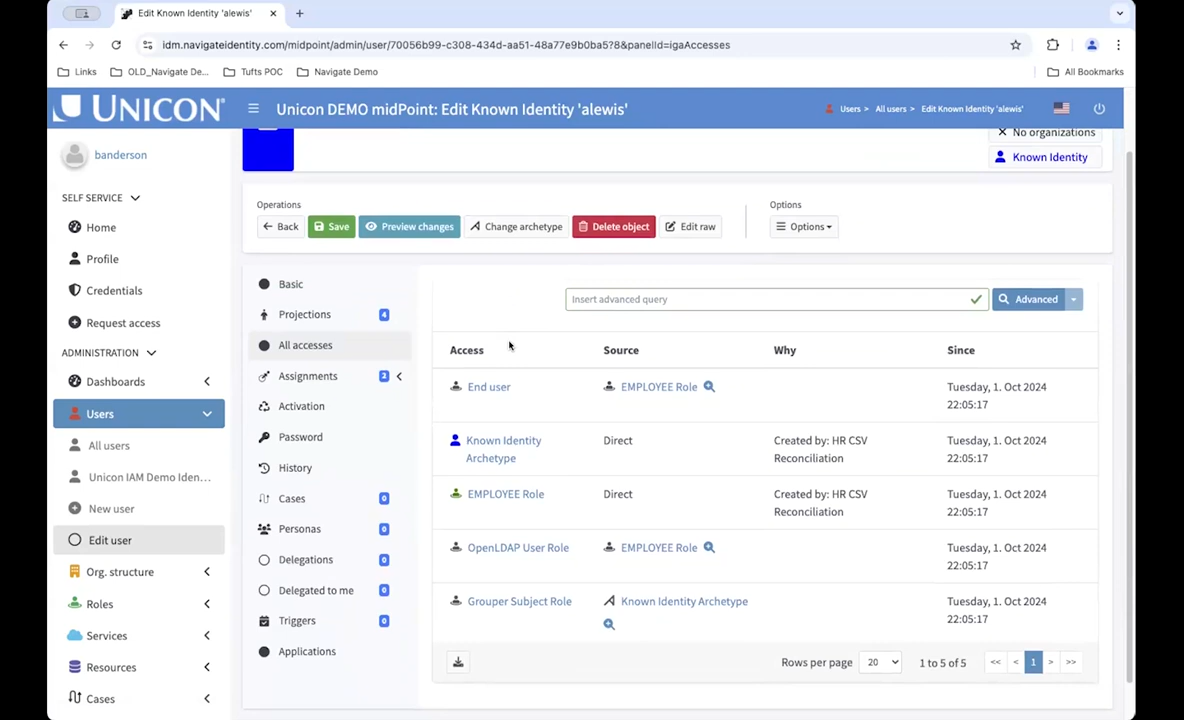 Edit Known Identity 'alewis'
idm.navigateidentity.com/midpoint/admin/user/70056b99-c308-434d-aa51-48a77e9b0ba5?8&panelId=igaAccesses
Links
OLD_Navigate De...
Tufts POC
Navigate Demo
All Bookmarks
UNICON
Unicon DEMO midPoint: Edit Known Identity 'alewis'
Users >
All users >
Edit Known Identity 'alewis'
banderson
SELF SERVICE
Home
Profile
Credentials
Request access
ADMINISTRATION
Dashboards
Users
All users
Unicon IAM Demo Iden...
New user
Edit user
Org. structure
Roles
Services
Resources
Cases
No organizations
Known Identity
Operations
Options
Back
Save
Preview changes
Change archetype
Delete object
Edit raw
Options
Basic
Projections 4
All accesses
Assignments 2
Activation
Password
History
Cases 0
Personas 0
Delegations 0
Delegated to me 0
Triggers 0
Applications
Insert advanced query
Advanced
Access Source Why Since
End user EMPLOYEE Role Tuesday, 1. Oct 2024
22:05:17
Known Identity Direct Created by: HR CSV Tuesday, 1. Oct 2024
Archetype Reconciliation 22:05:17
EMPLOYEE Role Direct Created by: HR CSV Tuesday, 1. Oct 2024
Reconciliation 22:05:17
OpenLDAP User Role EMPLOYEE Role Tuesday, 1. Oct 2024
22:05:17
Grouper Subject Role Known Identity Archetype Tuesday, 1. Oct 2024
22:05:17
Rows per page 20 1 to 5 of 5 << < 1 > >>